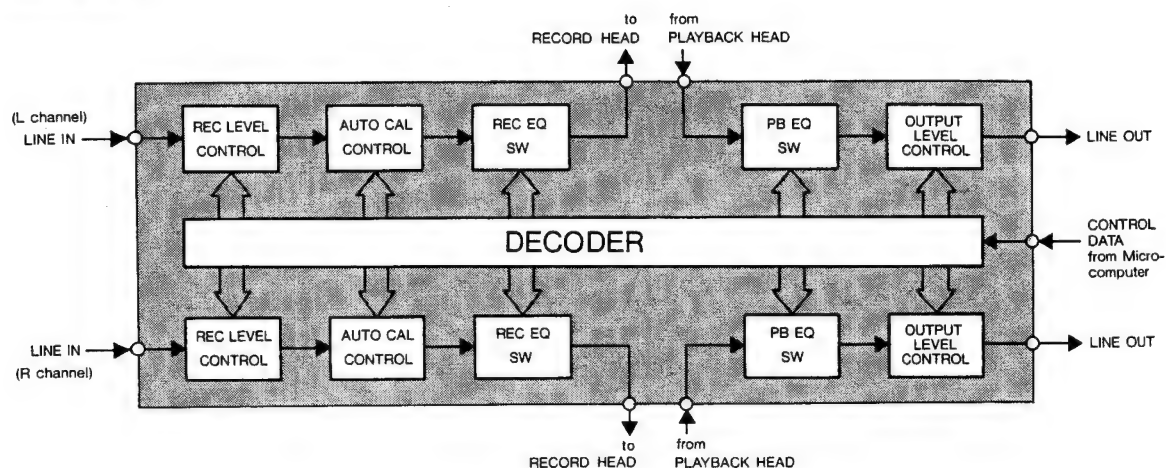 to
RECORD HEAD
from
PLAYBACK HEAD
(L channel)
LINE IN
REC LEVEL
CONTROL
AUTO CAL
CONTROL
REC EQ
SW
PB EQ
SW
OUTPUT
LEVEL
CONTROL
LINE OUT
DECODER
CONTROL
DATA
from Micro-
computer
LINE IN
(R channel)
REC LEVEL
CONTROL
AUTO CAL
CONTROL
REC EQ
SW
PB EQ
SW
OUTPUT
LEVEL
CONTROL
LINE OUT
to
RECORD HEAD
from
PLAYBACK HEAD